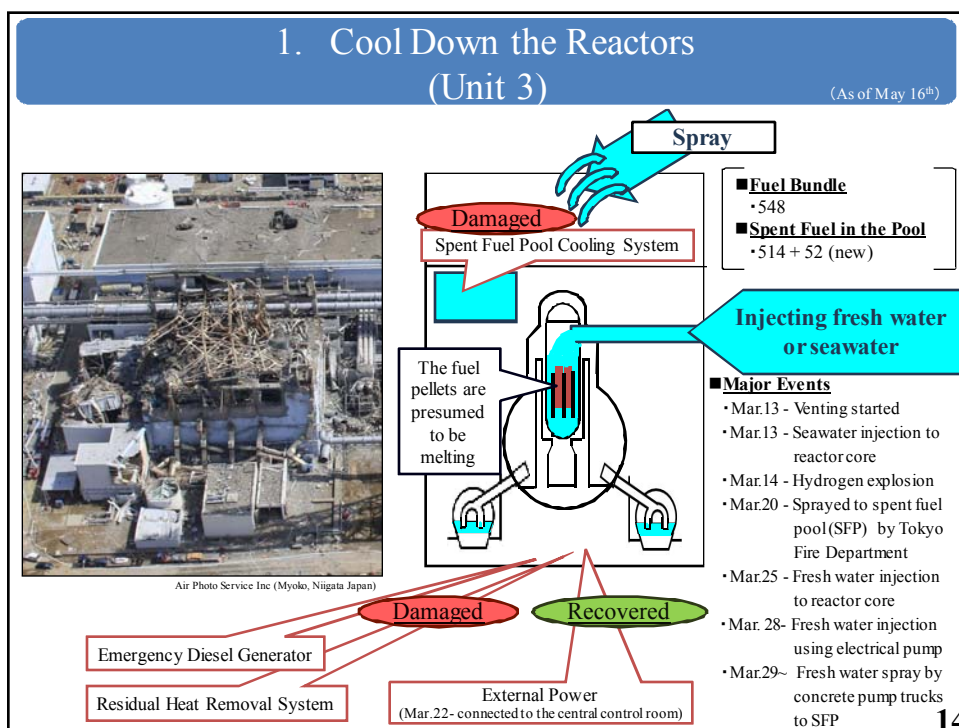 1. Cool Down the Reactors
(Unit 3)
(As of May 16th)
Spray
Damaged
Spent Fuel Pool Cooling System
■Fuel Bundle
・548
■Spent Fuel in the Pool
・514 + 52 (new)
Injecting fresh water
or seawater
The fuel
pellets are
presumed
to be
melting
■Major Events
・Mar.13 - Venting started
・Mar.13 - Seawater injection to
reactor core
・Mar.14 - Hydrogen explosion
・Mar.20 - Sprayed to spent fuel
pool(SFP) by Tokyo
Fire Department
・Mar.25 - Fresh water injection
to reactor core
・Mar. 28- Fresh water injection
using electrical pump
・Mar.29~ Fresh water spray by
concrete pump trucks
to SFP
Air Photo Service Inc (Myoko, Niigata Japan)
Damaged
Recovered
Emergency Diesel Generator
Residual Heat Removal System
External Power
(Mar.22- connected to the central control room)
14